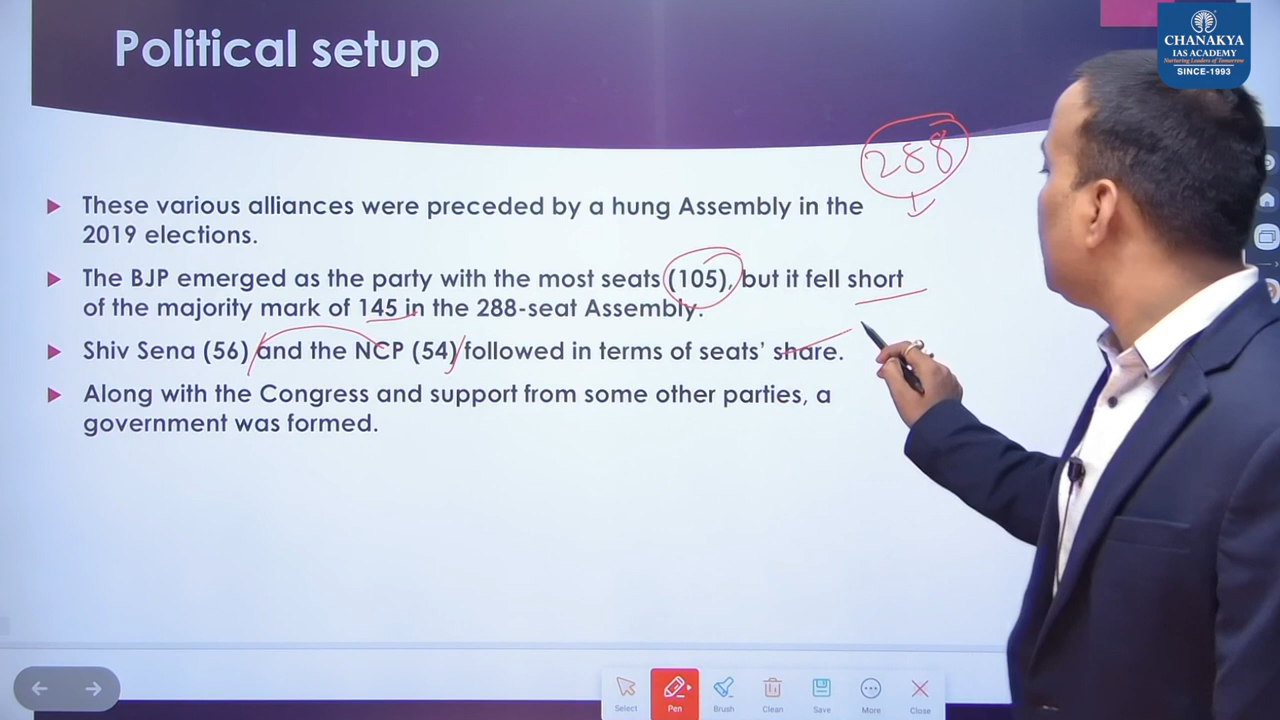 Political setup
CHANAKYA
IAS ACADEMY
Nurturing Leaders of Tomorrow
SINCE-1993
288
These various alliances were preceded by a hung Assembly in the
2019 elections.
The BJP emerged as the party with the most seats (105), but it fell short
of the majority mark of 145 in the 288-seat Assembly.
Shiv Sena (56) and the NCP (54) followed in terms of seats’ share.
Along with the Congress and support from some other parties, a
government was formed.
Select
Pen
Brush
Clean
Save
More
Close